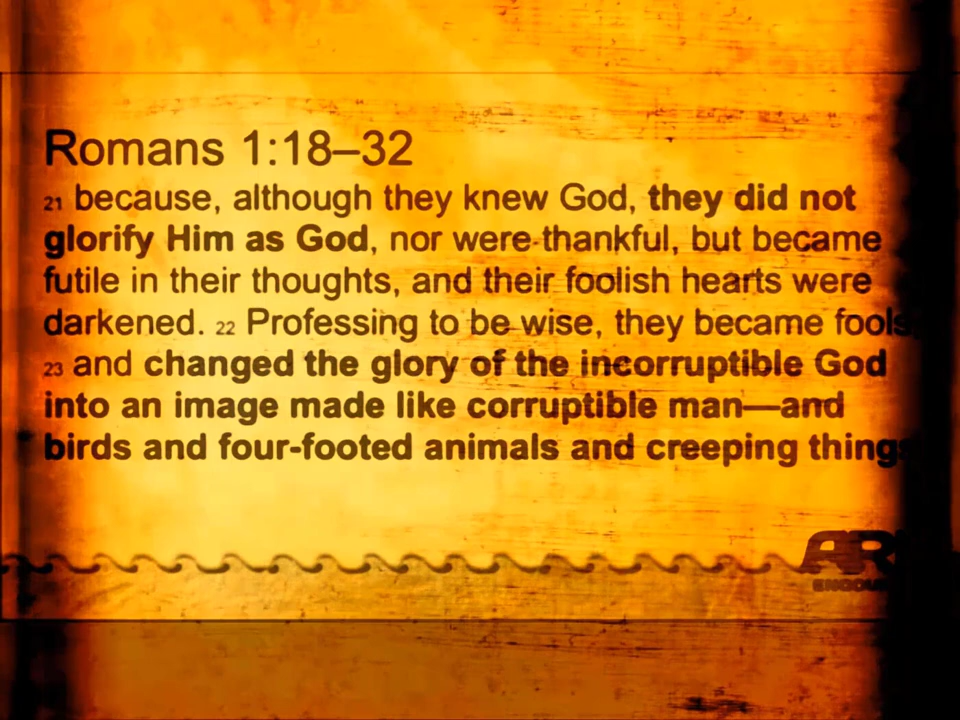 Romans 1:18–32
21 because, although they knew God, they did not
glorify Him as God, nor were thankful, but became
futile in their thoughts, and their foolish hearts were
darkened. 22 Professing to be wise, they became fools
23 and changed the glory of the incorruptible God
into an image made like corruptible man—and
birds and four-footed animals and creeping things
AR